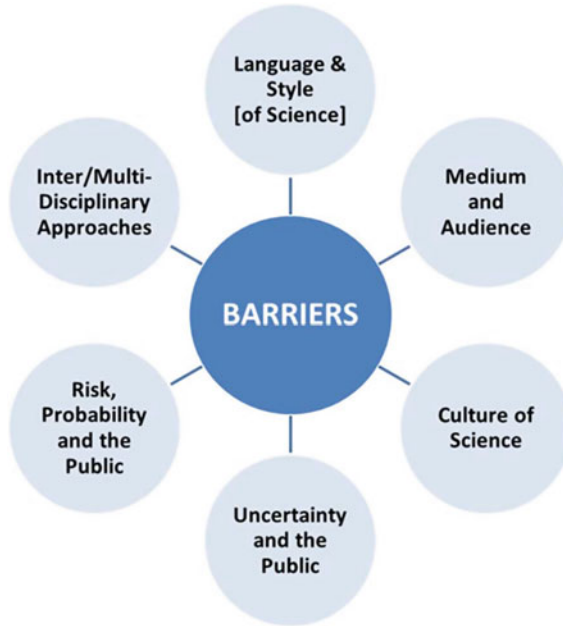 Language &
Style
[of Science]
Inter/Multi-
Disciplinary
Approaches
Medium
and
Audience
BARRIERS
Risk,
Probability
and the
Public
Culture of
Science
Uncertainty
and the
Public